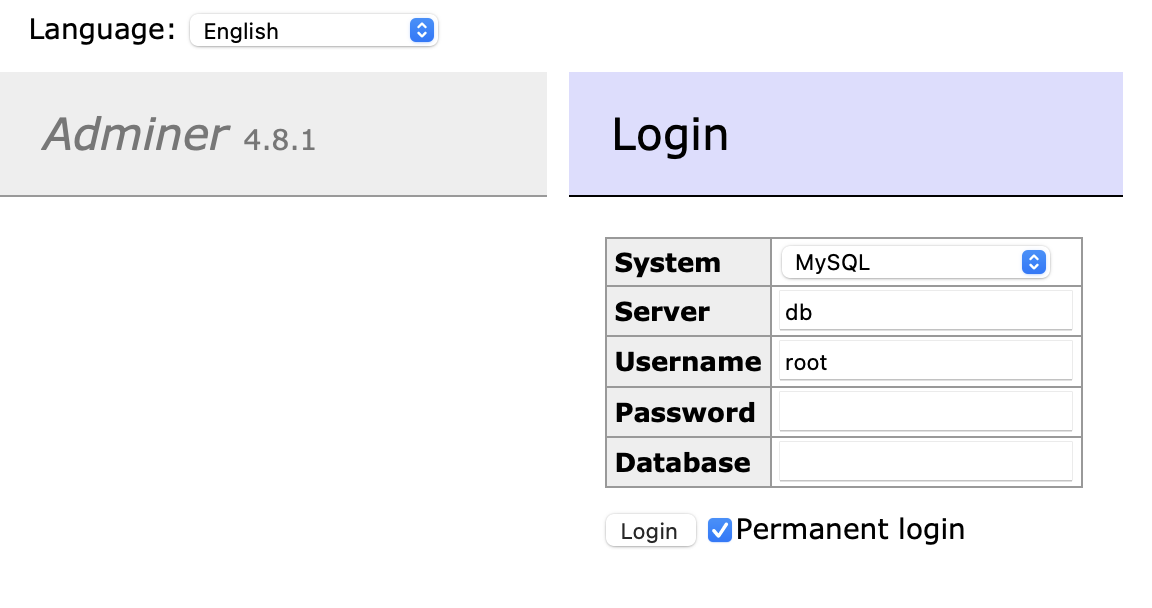 Language: English
Adminer 4.8.1
Login
System MySQL
Server db
Username root
Password
Database
Login Permanent login